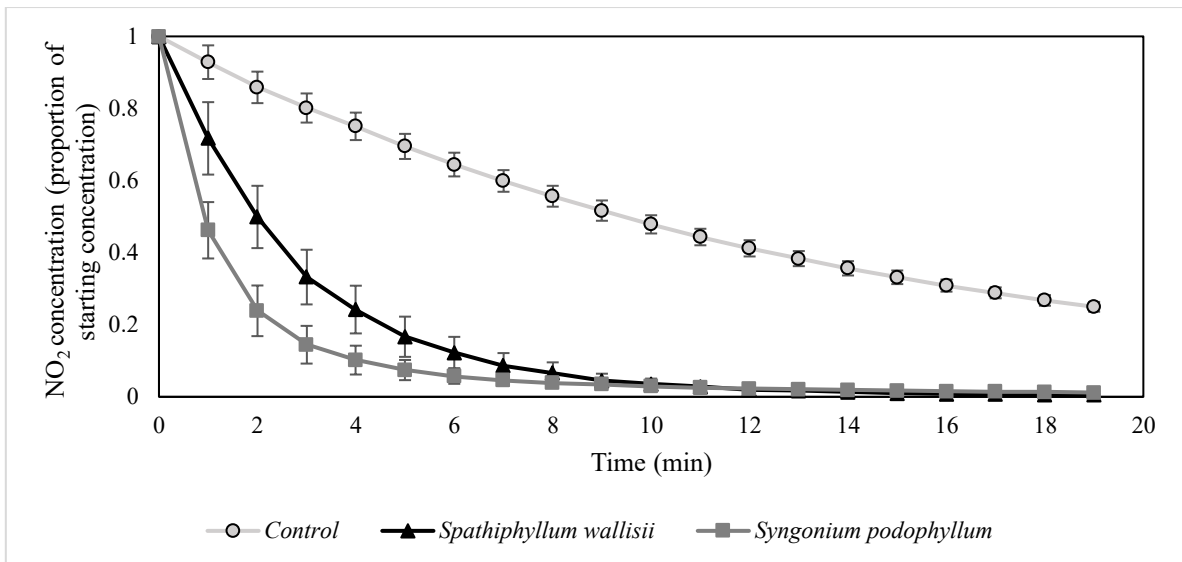 NO₂ concentration (proportion of
starting concentration)
1
0.8
0.6
0.4
0.2
0
0 2 4 6 8 10 12 14 16 18 20
Time (min)
Control Spathiphyllum wallisii Syngonium podophyllum